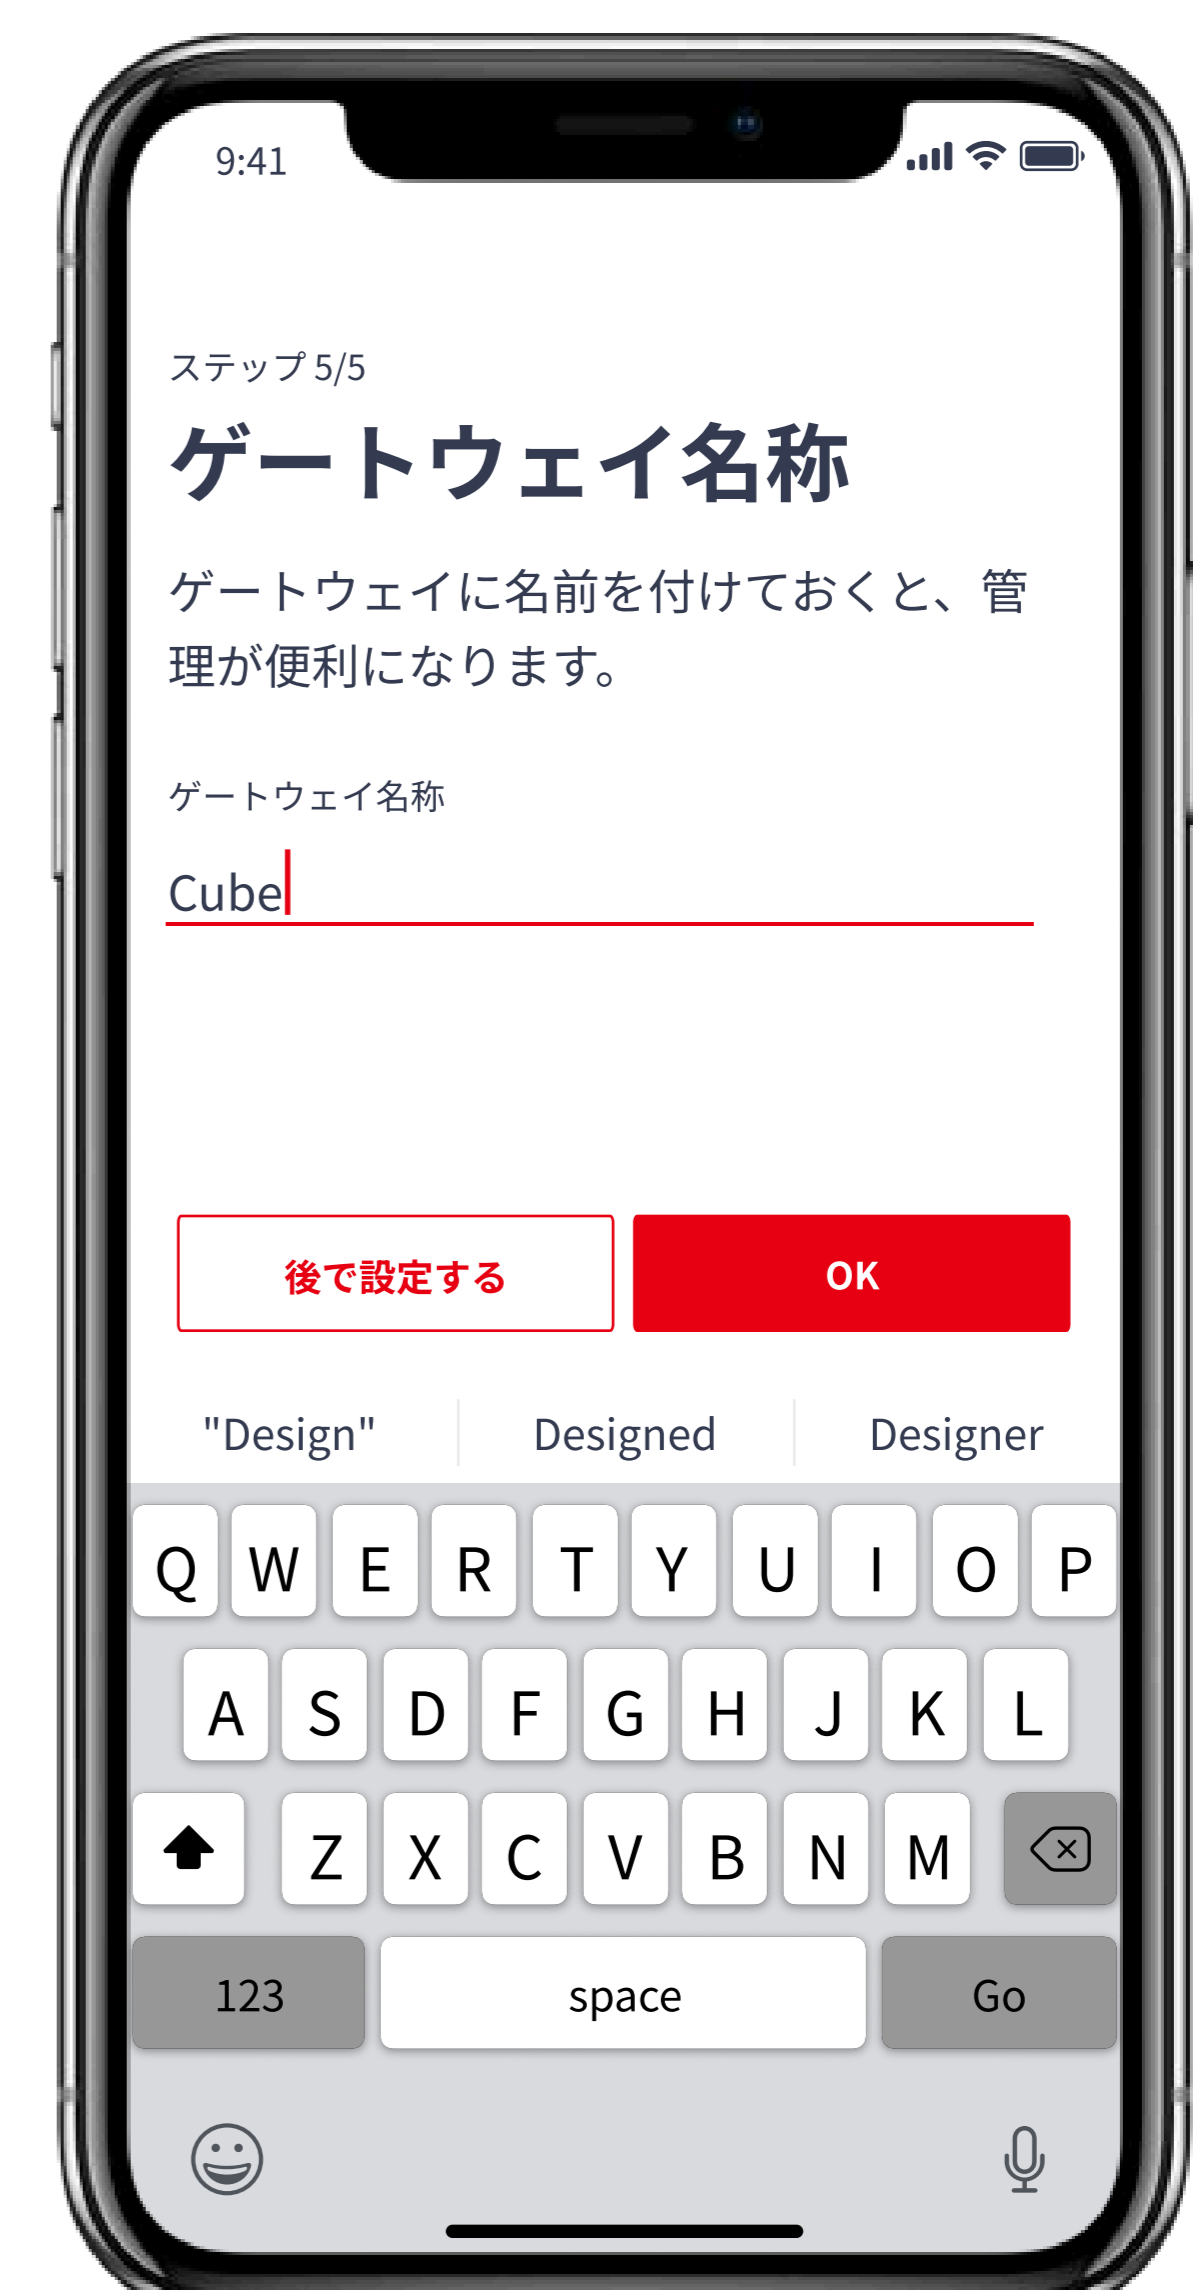 9:41
ステップ 5/5
ゲートウェイ名称
ゲートウェイに名前を付けておくと、管
理が便利になります。
ゲートウェイ名称
Cube
後で設定する
OK
"Design"
Designed
Designer
Q W E R T Y U I O P
A S D F G H J K L
Z X C V B N M
123
space
Go